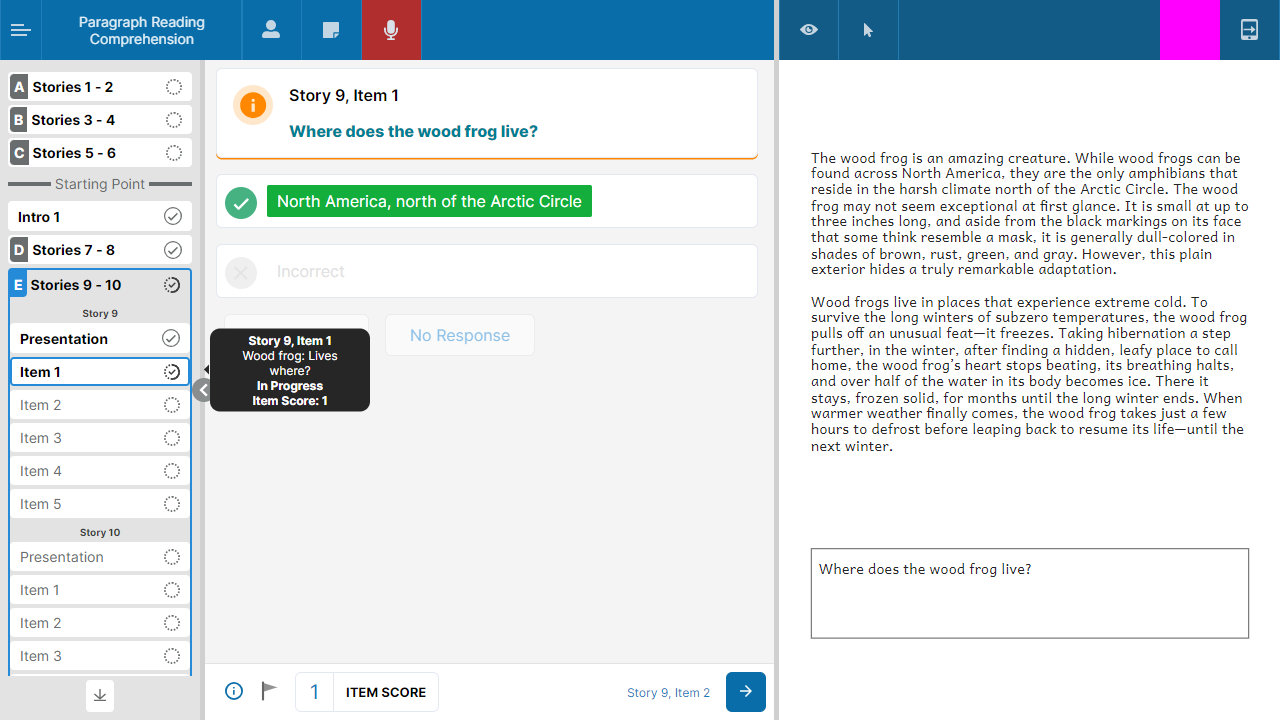 Paragraph Reading
Comprehension
A Stories 1 - 2
B Stories 3 - 4
C Stories 5 - 6
Starting Point
Intro 1
D Stories 7 - 8
E Stories 9 - 10
Story 9
Presentation
Item 1
Item 2
Item 3
Item 4
Item 5
Story 10
Presentation
Item 1
Item 2
Item 3
Story 9, Item 1
Where does the wood frog live?
North America, north of the Arctic Circle
Incorrect
No Response
Story 9, Item 1
Wood frog: Lives
where?
In Progress
Item Score: 1
1 ITEM SCORE
Story 9, Item 2
The wood frog is an amazing creature. While wood frogs can be
found across North America, they are the only amphibians that
reside in the harsh climate north of the Arctic Circle. The wood
frog may not seem exceptional at first glance. It is small at up to
three inches long, and aside from the black markings on its face
that some think resemble a mask, it is generally dull-colored in
shades of brown, rust, green, and gray. However, this plain
exterior hides a truly remarkable adaptation.
Wood frogs live in places that experience extreme cold. To
survive the long winters of subzero temperatures, the wood frog
pulls off an unusual feat—it freezes. Taking hibernation a step
further, in the winter, after finding a hidden, leafy place to call
home, the wood frog's heart stops beating, its breathing halts,
and over half of the water in its body becomes ice. There it
stays, frozen solid, for months until the long winter ends. When
warmer weather finally comes, the wood frog takes just a few
hours to defrost before leaping back to resume its life—until the
next winter.
Where does the wood frog live?